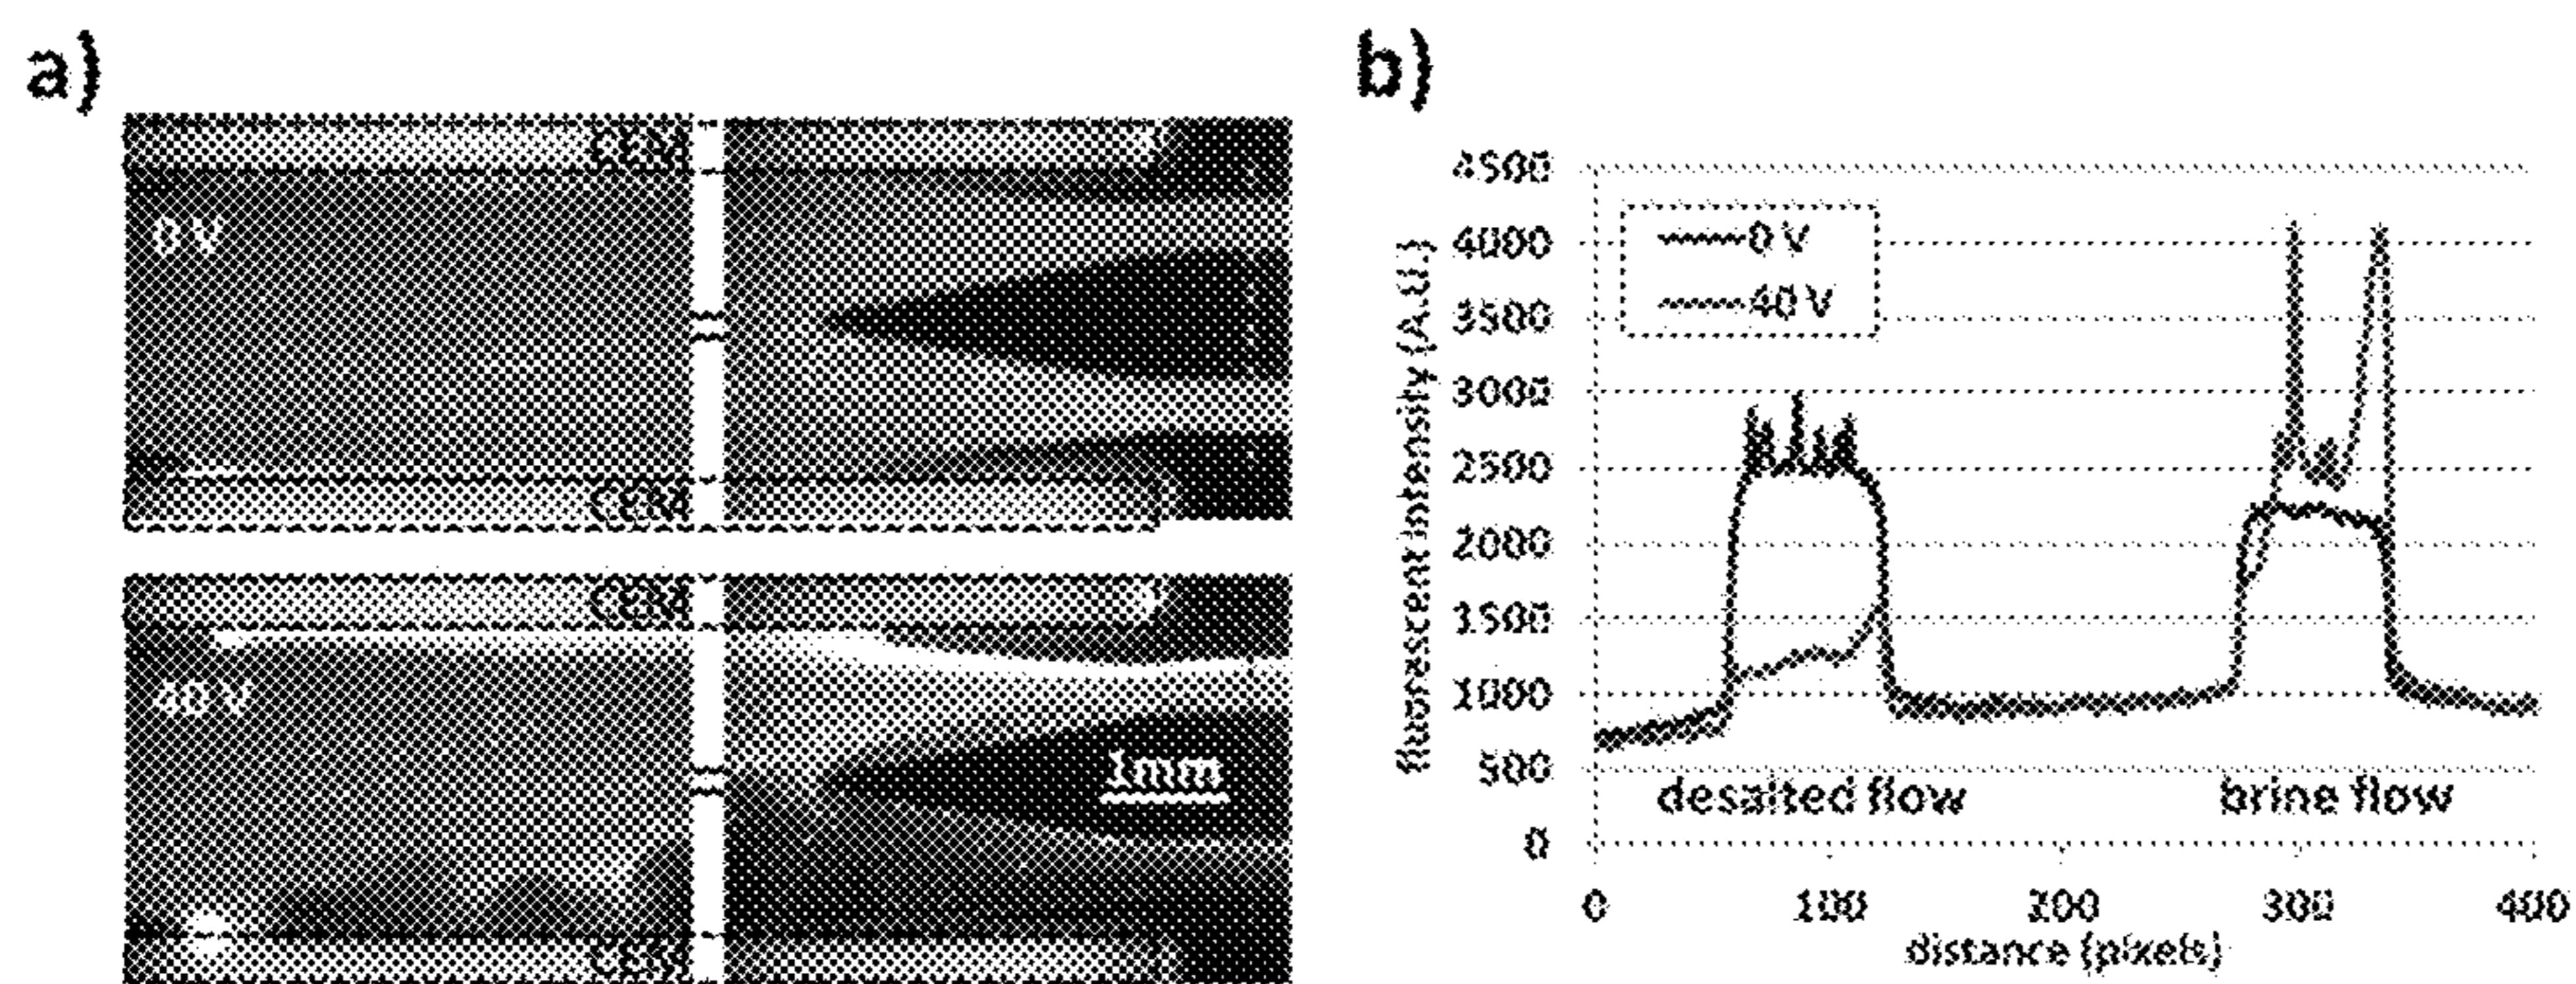 a)
CEM
0 V
CEM
CEM
40 V
1mm
CEM
b)
4500
4000
3500
3000
2500
2000
1500
1000
500
0
fluorescent intensity (A.U.)
0 V
40 V
desalted flow
brine flow
0
100
200
300
400
distance (pixels)